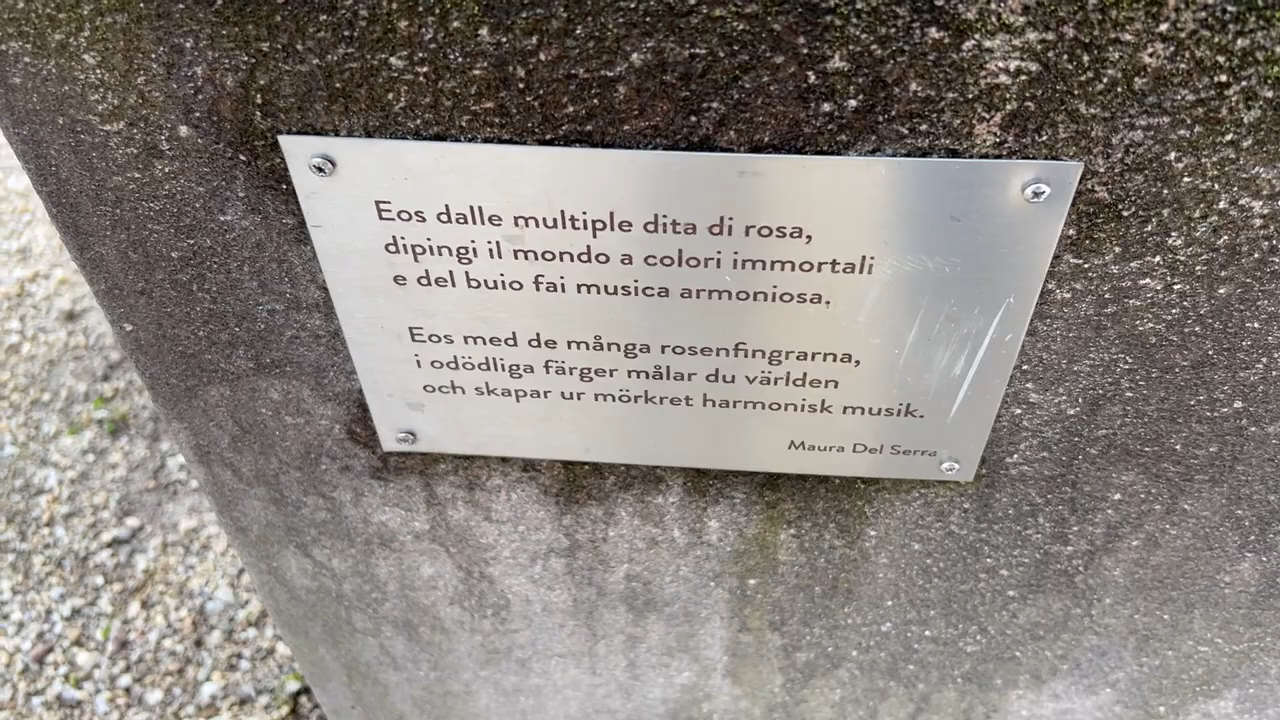 Eos dalle multiple dita di rosa,
dipingi il mondo a colori immortali
e del buio fai musica armoniosa,
Eos med de många rosenfingrarna,
i odödliga färger målar du världen
och skapar ur mörkret harmonisk musik.
Maura Del Serra